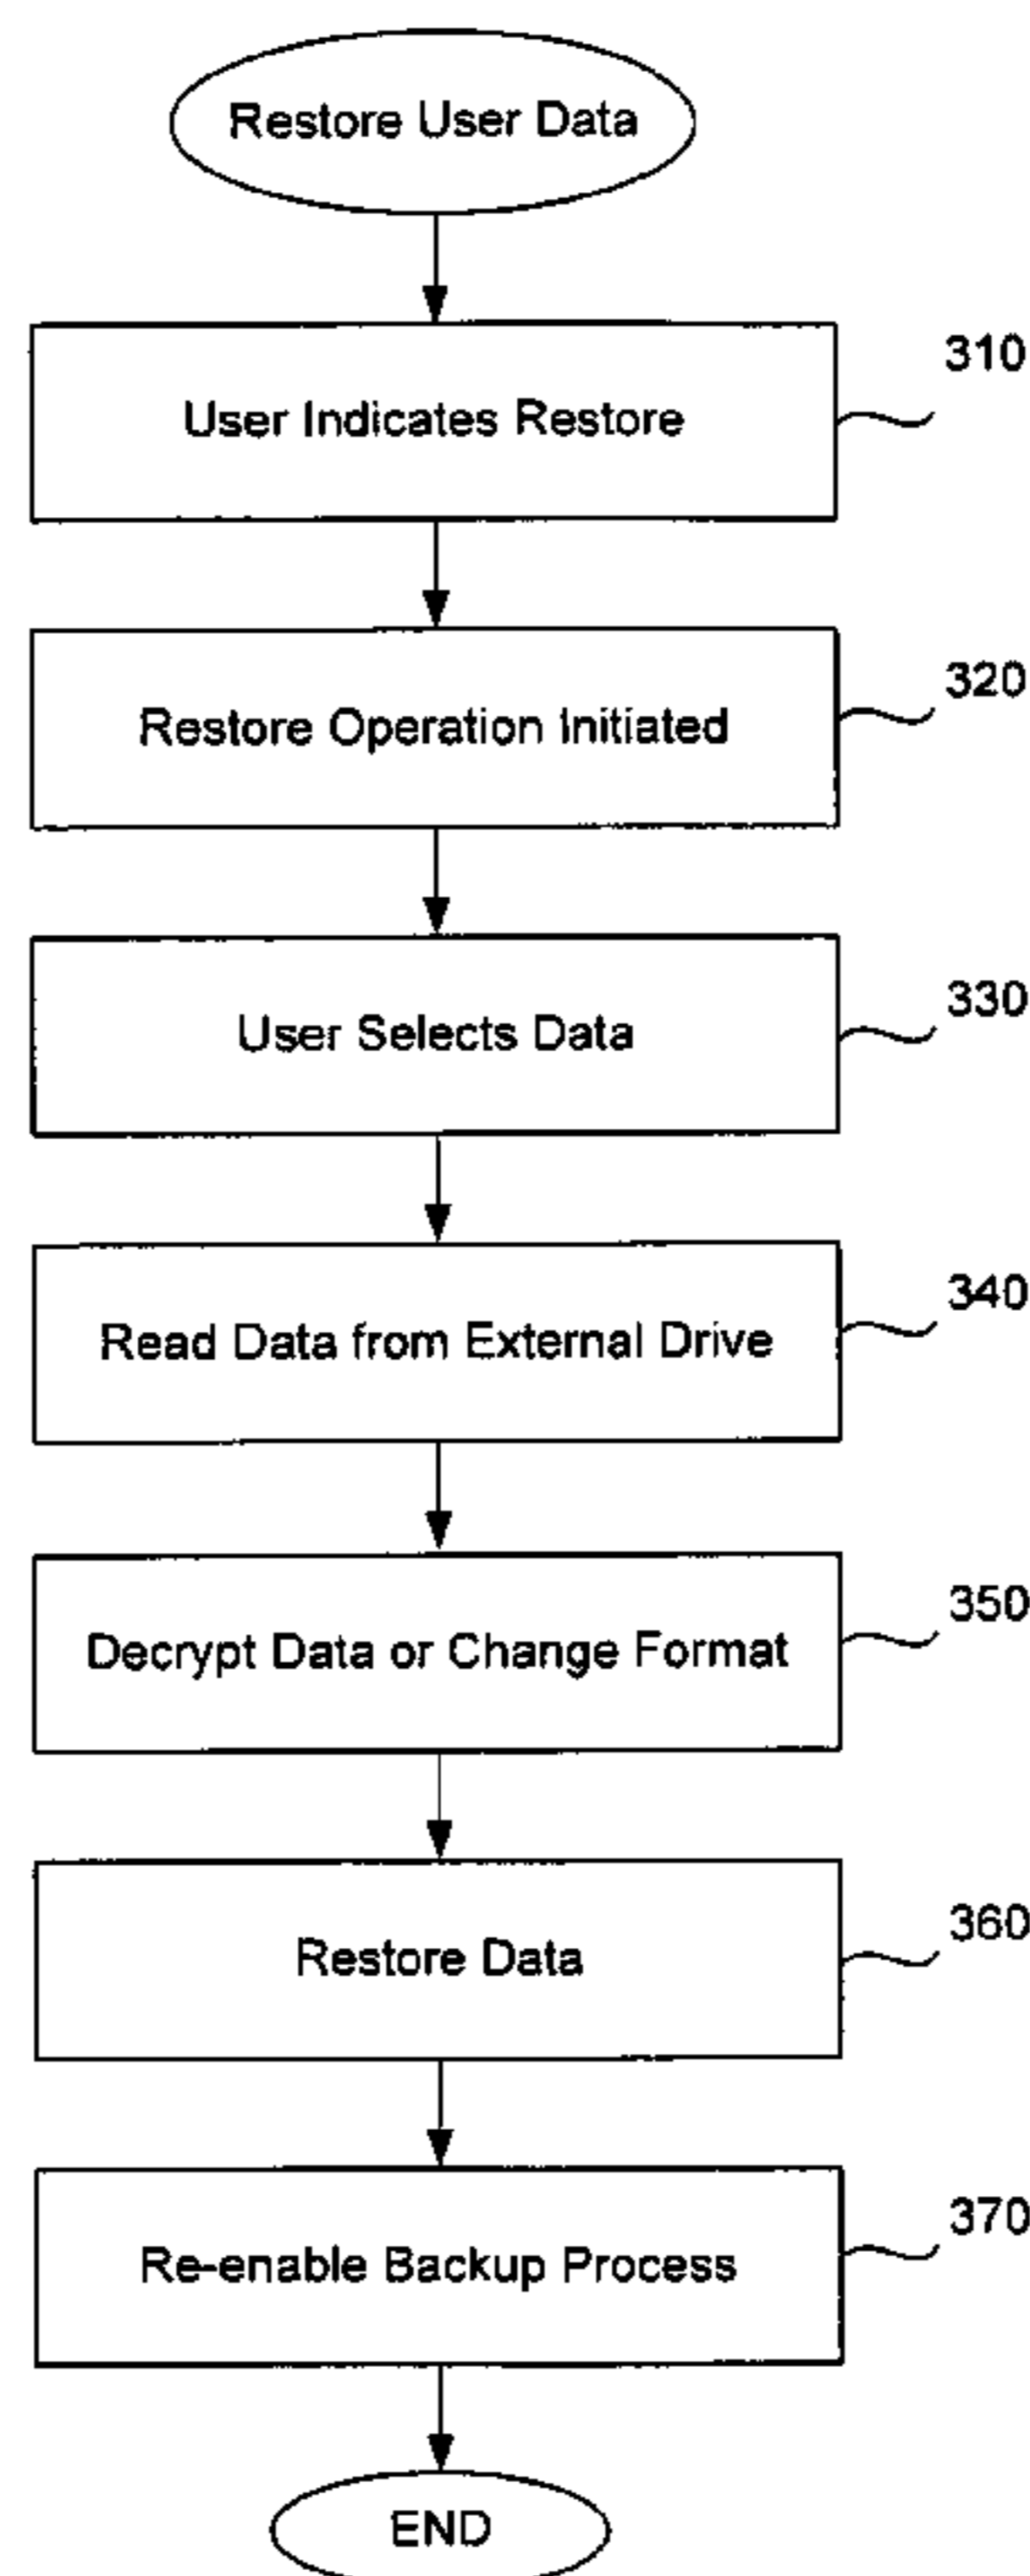 Restore User Data
310
User Indicates Restore
320
Restore Operation Initiated
330
User Selects Data
340
Read Data from External Drive
350
Decrypt Data or Change Format
360
Restore Data
370
Re-enable Backup Process
END